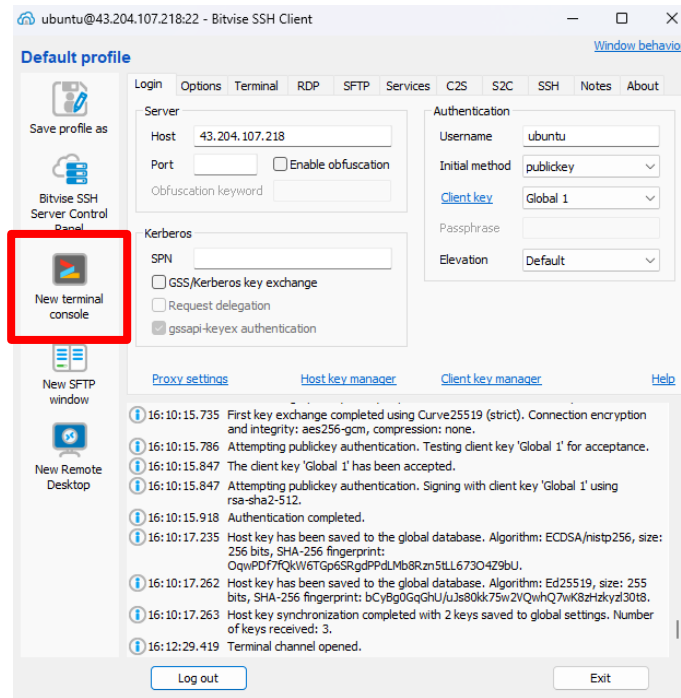 ubuntu@43.204.107.218:22 - Bitvise SSH Client
Default profile
Window behavio
Save profile as
Bitvise SSH
Server Control
Panel
New terminal
console
New SFTP
window
New Remote
Desktop
Login Options Terminal RDP SFTP Services C2S S2C SSH Notes About
Server
Host 43.204.107.218
Port Enable obfuscation
Obfuscation keyword
Kerberos
SPN
GSS/Kerberos key exchange
Request delegation
gssapi-keyex authentication
Authentication
Username ubuntu
Initial method publickey
Client key Global 1
Passphrase
Elevation Default
Proxy settings Host key manager Client key manager Help
16:10:15.735 First key exchange completed using Curve25519 (strict). Connection encryption
and integrity: aes256-gcm, compression: none.
16:10:15.786 Attempting publickey authentication. Testing client key 'Global 1' for acceptance.
16:10:15.847 The client key 'Global 1' has been accepted.
16:10:15.847 Attempting publickey authentication. Signing with client key 'Global 1' using
rsa-sha2-512.
16:10:15.918 Authentication completed.
16:10:17.235 Host key has been saved to the global database. Algorithm: ECDSA/nistp256, size:
256 bits, SHA-256 fingerprint:
OqwPDf7fQkW6TGp6SRgdPPdLMb8Rzn5tLL673O4Z9bU.
16:10:17.262 Host key has been saved to the global database. Algorithm: Ed25519, size: 255
bits, SHA-256 fingerprint: bCyBg0GqGhU/uJs80kk75w2VQwhQ7wK8zHzkyzl30t8.
16:10:17.263 Host key synchronization completed with 2 keys saved to global settings. Number
of keys received: 3.
16:12:29.419 Terminal channel opened.
Log out Exit